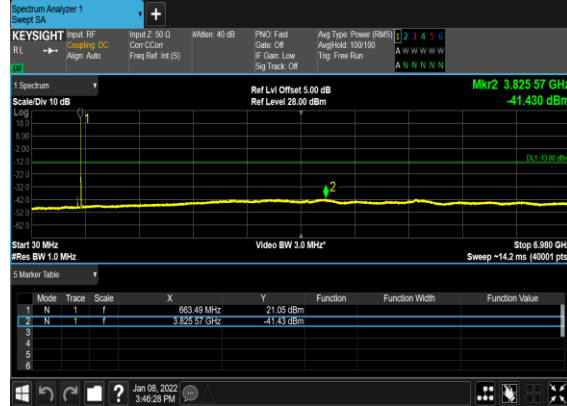 Spectrum Analyzer 1
Swept SA
+
KEYSIGHT Input: RF Input Z: 50 Ω #Atten: 40 dB PNO: Fast Avg Type: Power (RMS) 1 2 3 4 5 6
RL Coupling: DC Corr CCorr Gate: Off Avg|Hold: 100/100 A W W W W W
Align: Auto Freq Ref: Int (S) IF Gain: Low Trig: Free Run
Sig Track: Off A N N N N N
1 Spectrum Ref Lvl Offset 5.00 dB Mkr2 3.825 57 GHz
Scale/Div 10 dB Ref Level 28.00 dBm -41.430 dBm
Log
18.0
8.00
-2.00
-12.0
-22.0
-32.0
-42.0
-52.0
-62.0
1
2
DL1 -13.00 dBm
Start 30 MHz Video BW 3.0 MHz* Stop 6.980 GHz
#Res BW 1.0 MHz Sweep ~14.2 ms (40001 pts)
5 Marker Table
Mode Trace Scale X Y Function Function Width Function Value
1 N 1 f 663.49 MHz 21.05 dBm
2 N 1 f 3.825 57 GHz -41.43 dBm
3
4
5
6
? Jan 08, 2022
3:46:28 PM